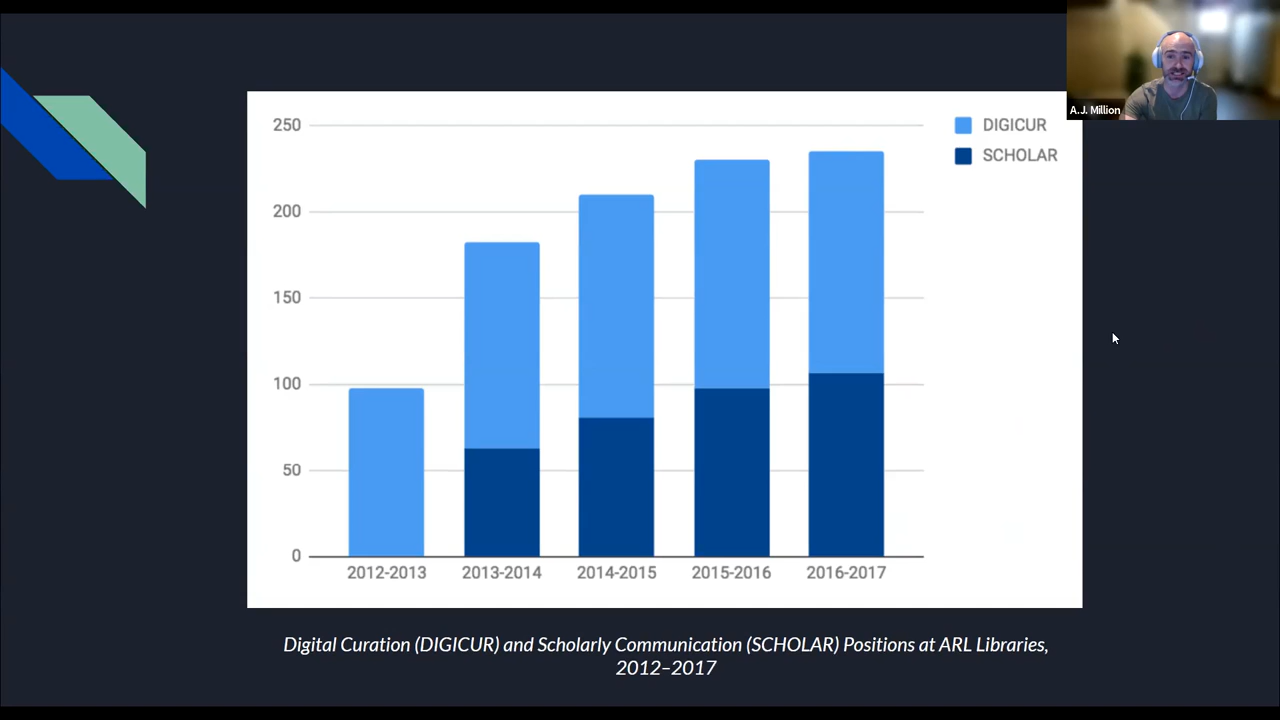 A.J. Million
250
200
150
100
50
0
DIGICUR
SCHOLAR
2012-2013 2013-2014 2014-2015 2015-2016 2016-2017
Digital Curation (DIGICUR) and Scholarly Communication (SCHOLAR) Positions at ARL Libraries,
2012–2017